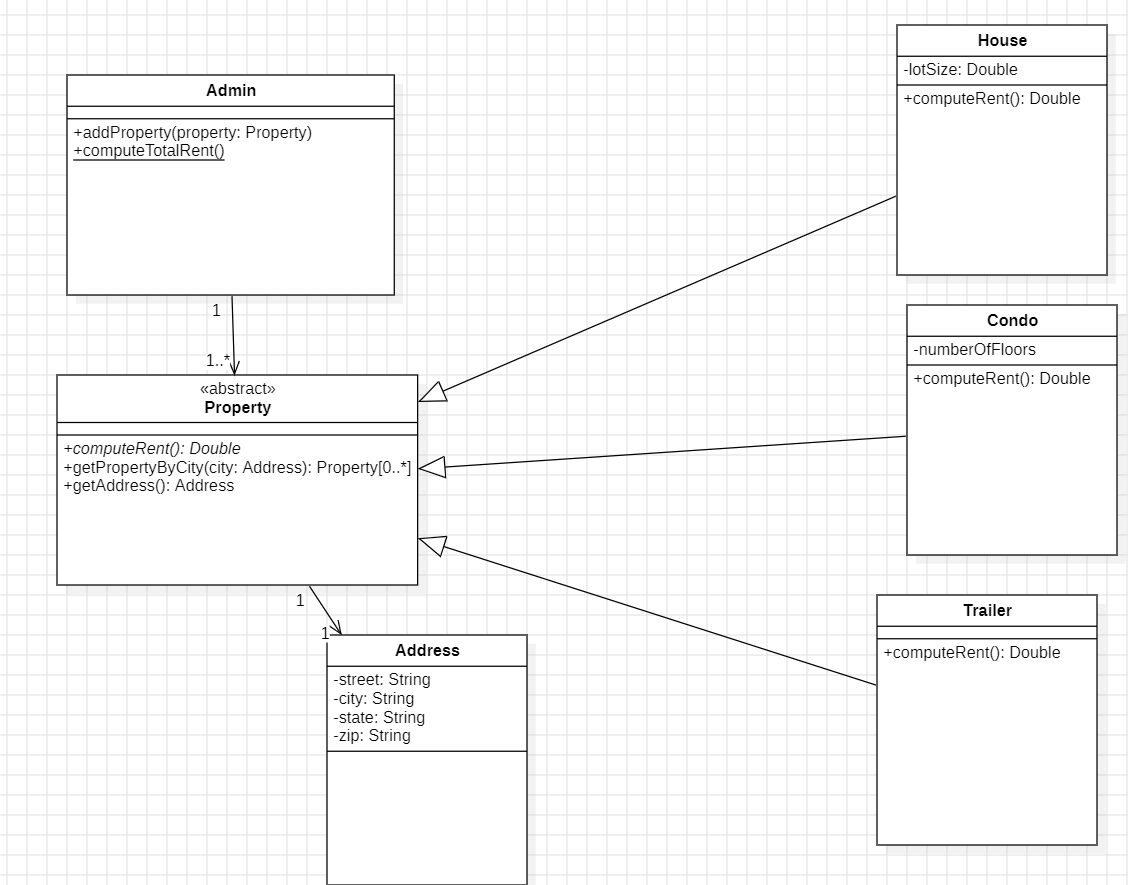 Admin
+addProperty(property: Property)
+computeTotalRent()
1
1..*
«abstract»
Property
+computeRent(): Double
+getPropertyByCity(city: Address): Property[0..*]
+getAddress(): Address
1
1
Address
-street: String
-city: String
-state: String
-zip: String
House
-lotSize: Double
+computeRent(): Double
Condo
-numberOfFloors
+computeRent(): Double
Trailer
+computeRent(): Double